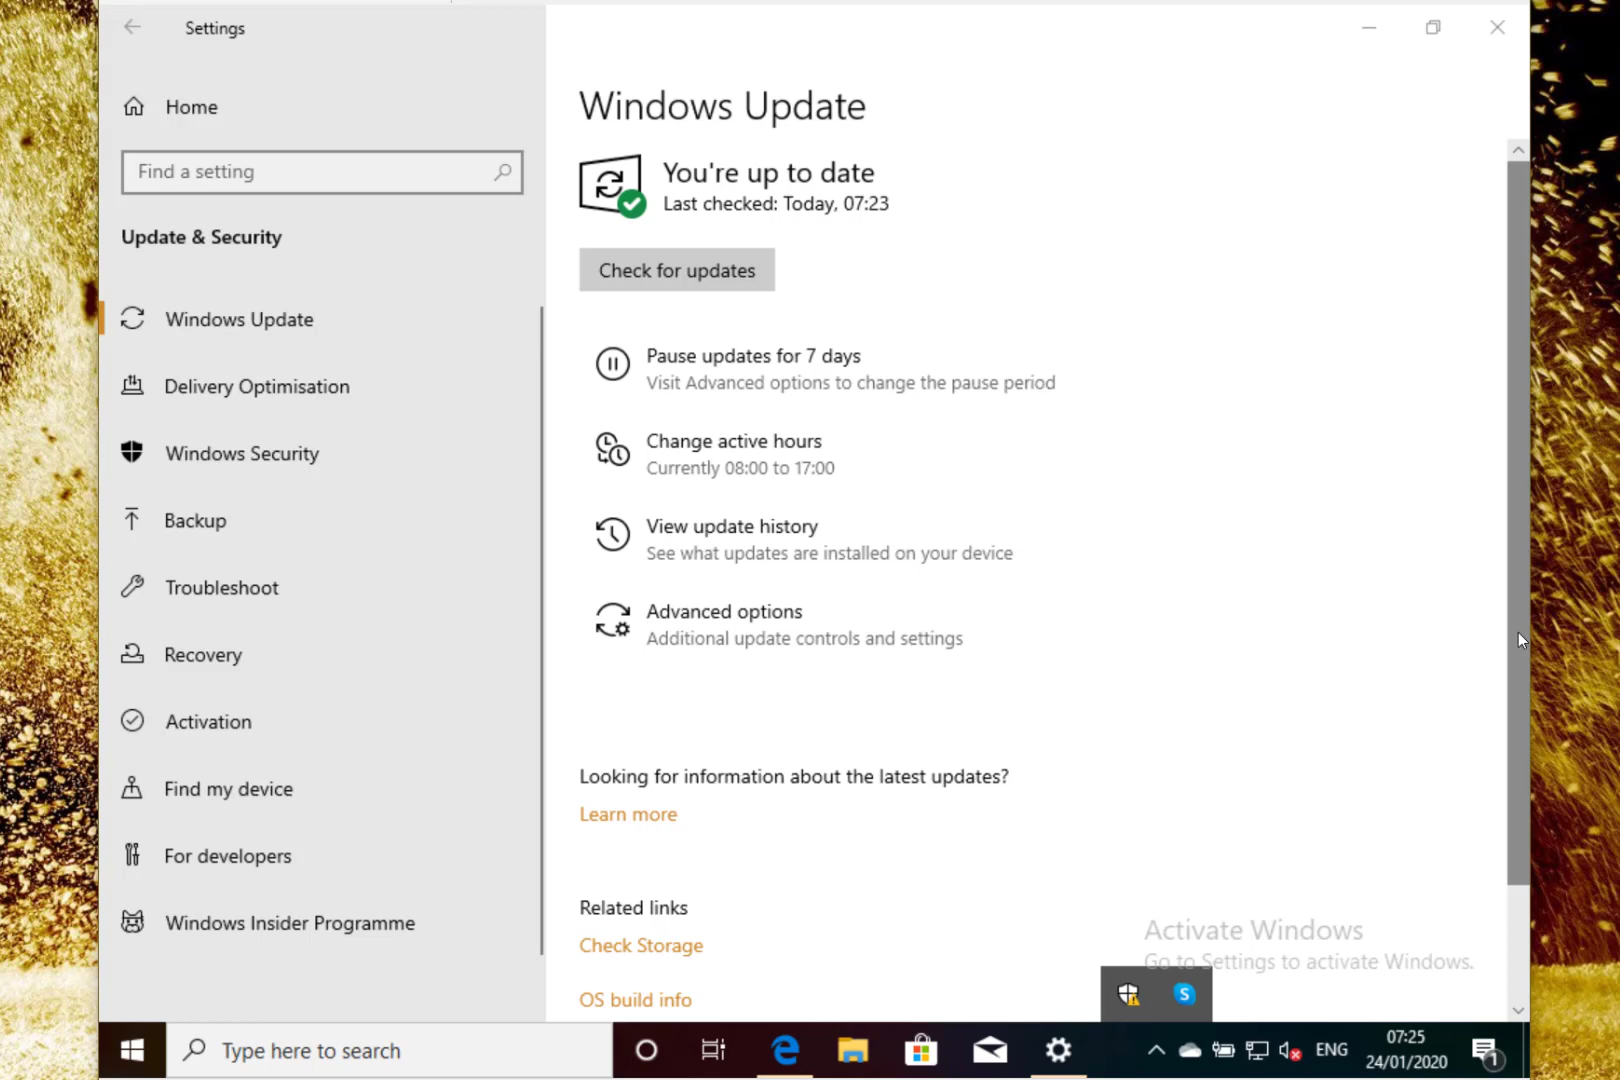 Settings
Home
Find a setting
Update & Security
Windows Update
Delivery Optimisation
Windows Security
Backup
Troubleshoot
Recovery
Activation
Find my device
For developers
Windows Insider Programme
Windows Update
You're up to date
Last checked: Today, 07:23
Check for updates
Pause updates for 7 days
Visit Advanced options to change the pause period
Change active hours
Currently 08:00 to 17:00
View update history
See what updates are installed on your device
Advanced options
Additional update controls and settings
Looking for information about the latest updates?
Learn more
Related links
Check Storage
OS build info
Activate Windows
Go to Settings to activate Windows.
S
Type here to search
ENG
07:25
24/01/2020
1